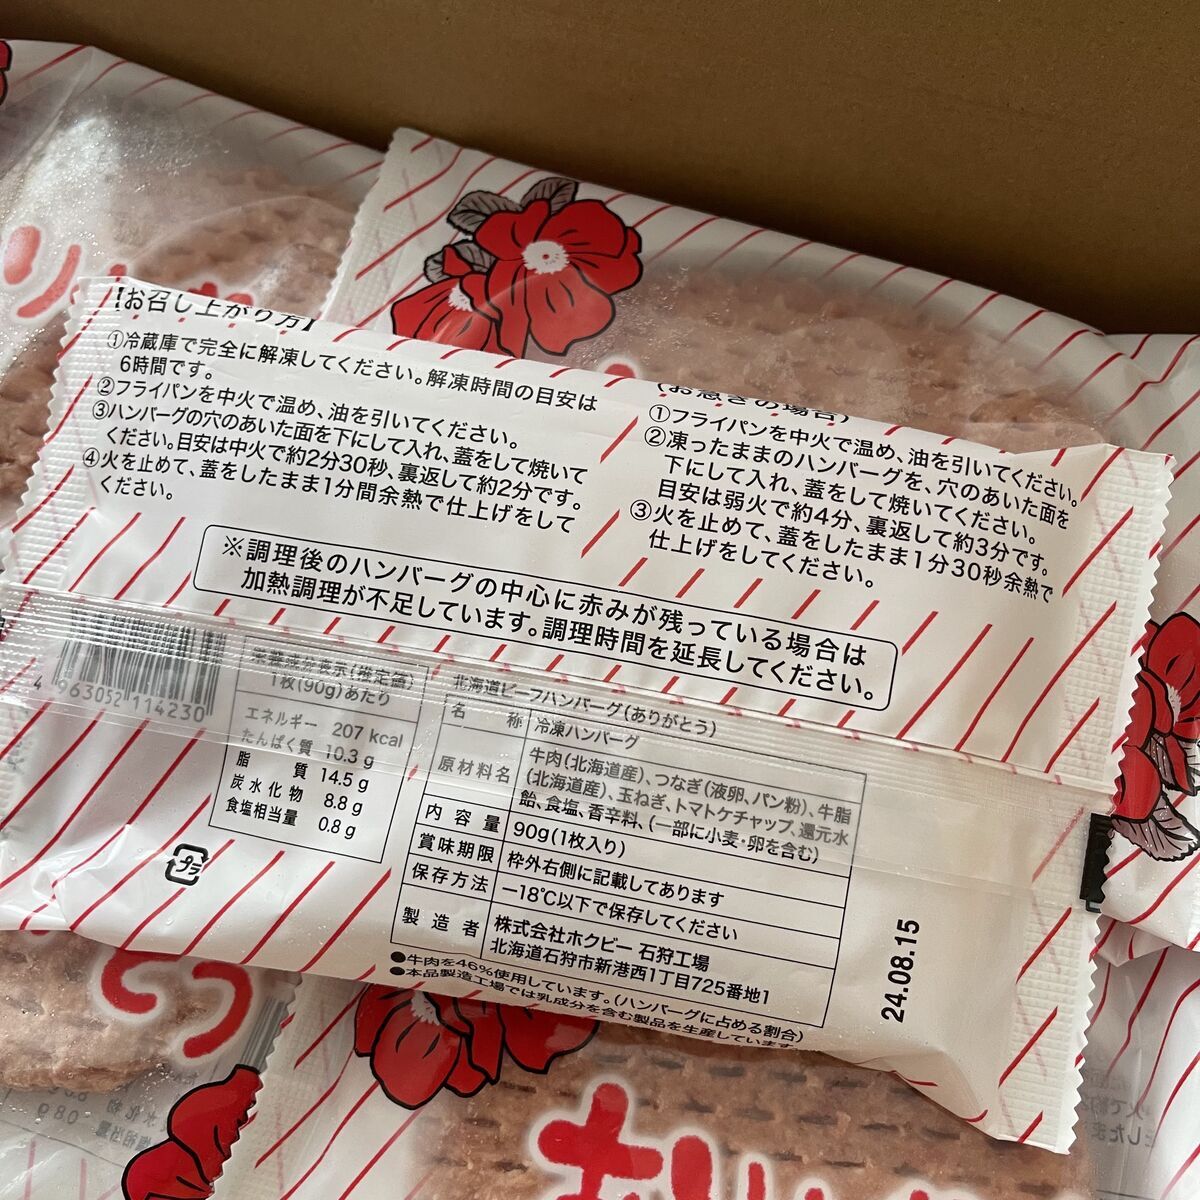 【お召し上がり方】
①冷蔵庫で完全に解凍してください。解凍時間の目安は
6時間です。
②フライパンを中火で温め、油を引いてください。
③ハンバーグの穴のあいた面を下にして入れ、蓋をして焼いて
ください。目安は中火で約2分30秒、裏返して約2分です。
④火を止めて、蓋をしたまま1分間余熱で仕上げをして
ください。
(お急ぎの場合)
①フライパンを中火で温め、油を引いてください。
②凍ったままのハンバーグを、穴のあいた面を
下にして入れ、蓋をして焼いてください。
目安は弱火で約4分、裏返して約3分です。
③火を止めて、蓋をしたまま1分30秒余熱で
仕上げをしてください。
※調理後のハンバーグの中心に赤みが残っている場合は
加熱調理が不足しています。調理時間を延長してください。
4 963052 114230
栄養成分表示(推定値)
1枚(90g)あたり
エネルギー 207 kcal
たんぱく質 10.3 g
脂質 14.5 g
炭水化物 8.8 g
食塩相当量 0.8 g
プラ
北海道ビーフハンバーグ(ありがとう)
名称 冷凍ハンバーグ
原材料名 牛肉(北海道産)、つなぎ(液卵、パン粉)、牛脂
(北海道産)、玉ねぎ、トマトケチャップ、還元水
飴、食塩、香辛料、(一部に小麦・卵を含む)
内容量 90g(1枚入り)
賞味期限 枠外右側に記載してあります
保存方法 −18℃以下で保存してください
製造者 株式会社ホクビー 石狩工場
北海道石狩市新港西1丁目725番地1
●牛肉を46%使用しています。(ハンバーグに占める割合)
●本品製造工場では乳成分を含む製品を生産しています。
24.08.15
とう